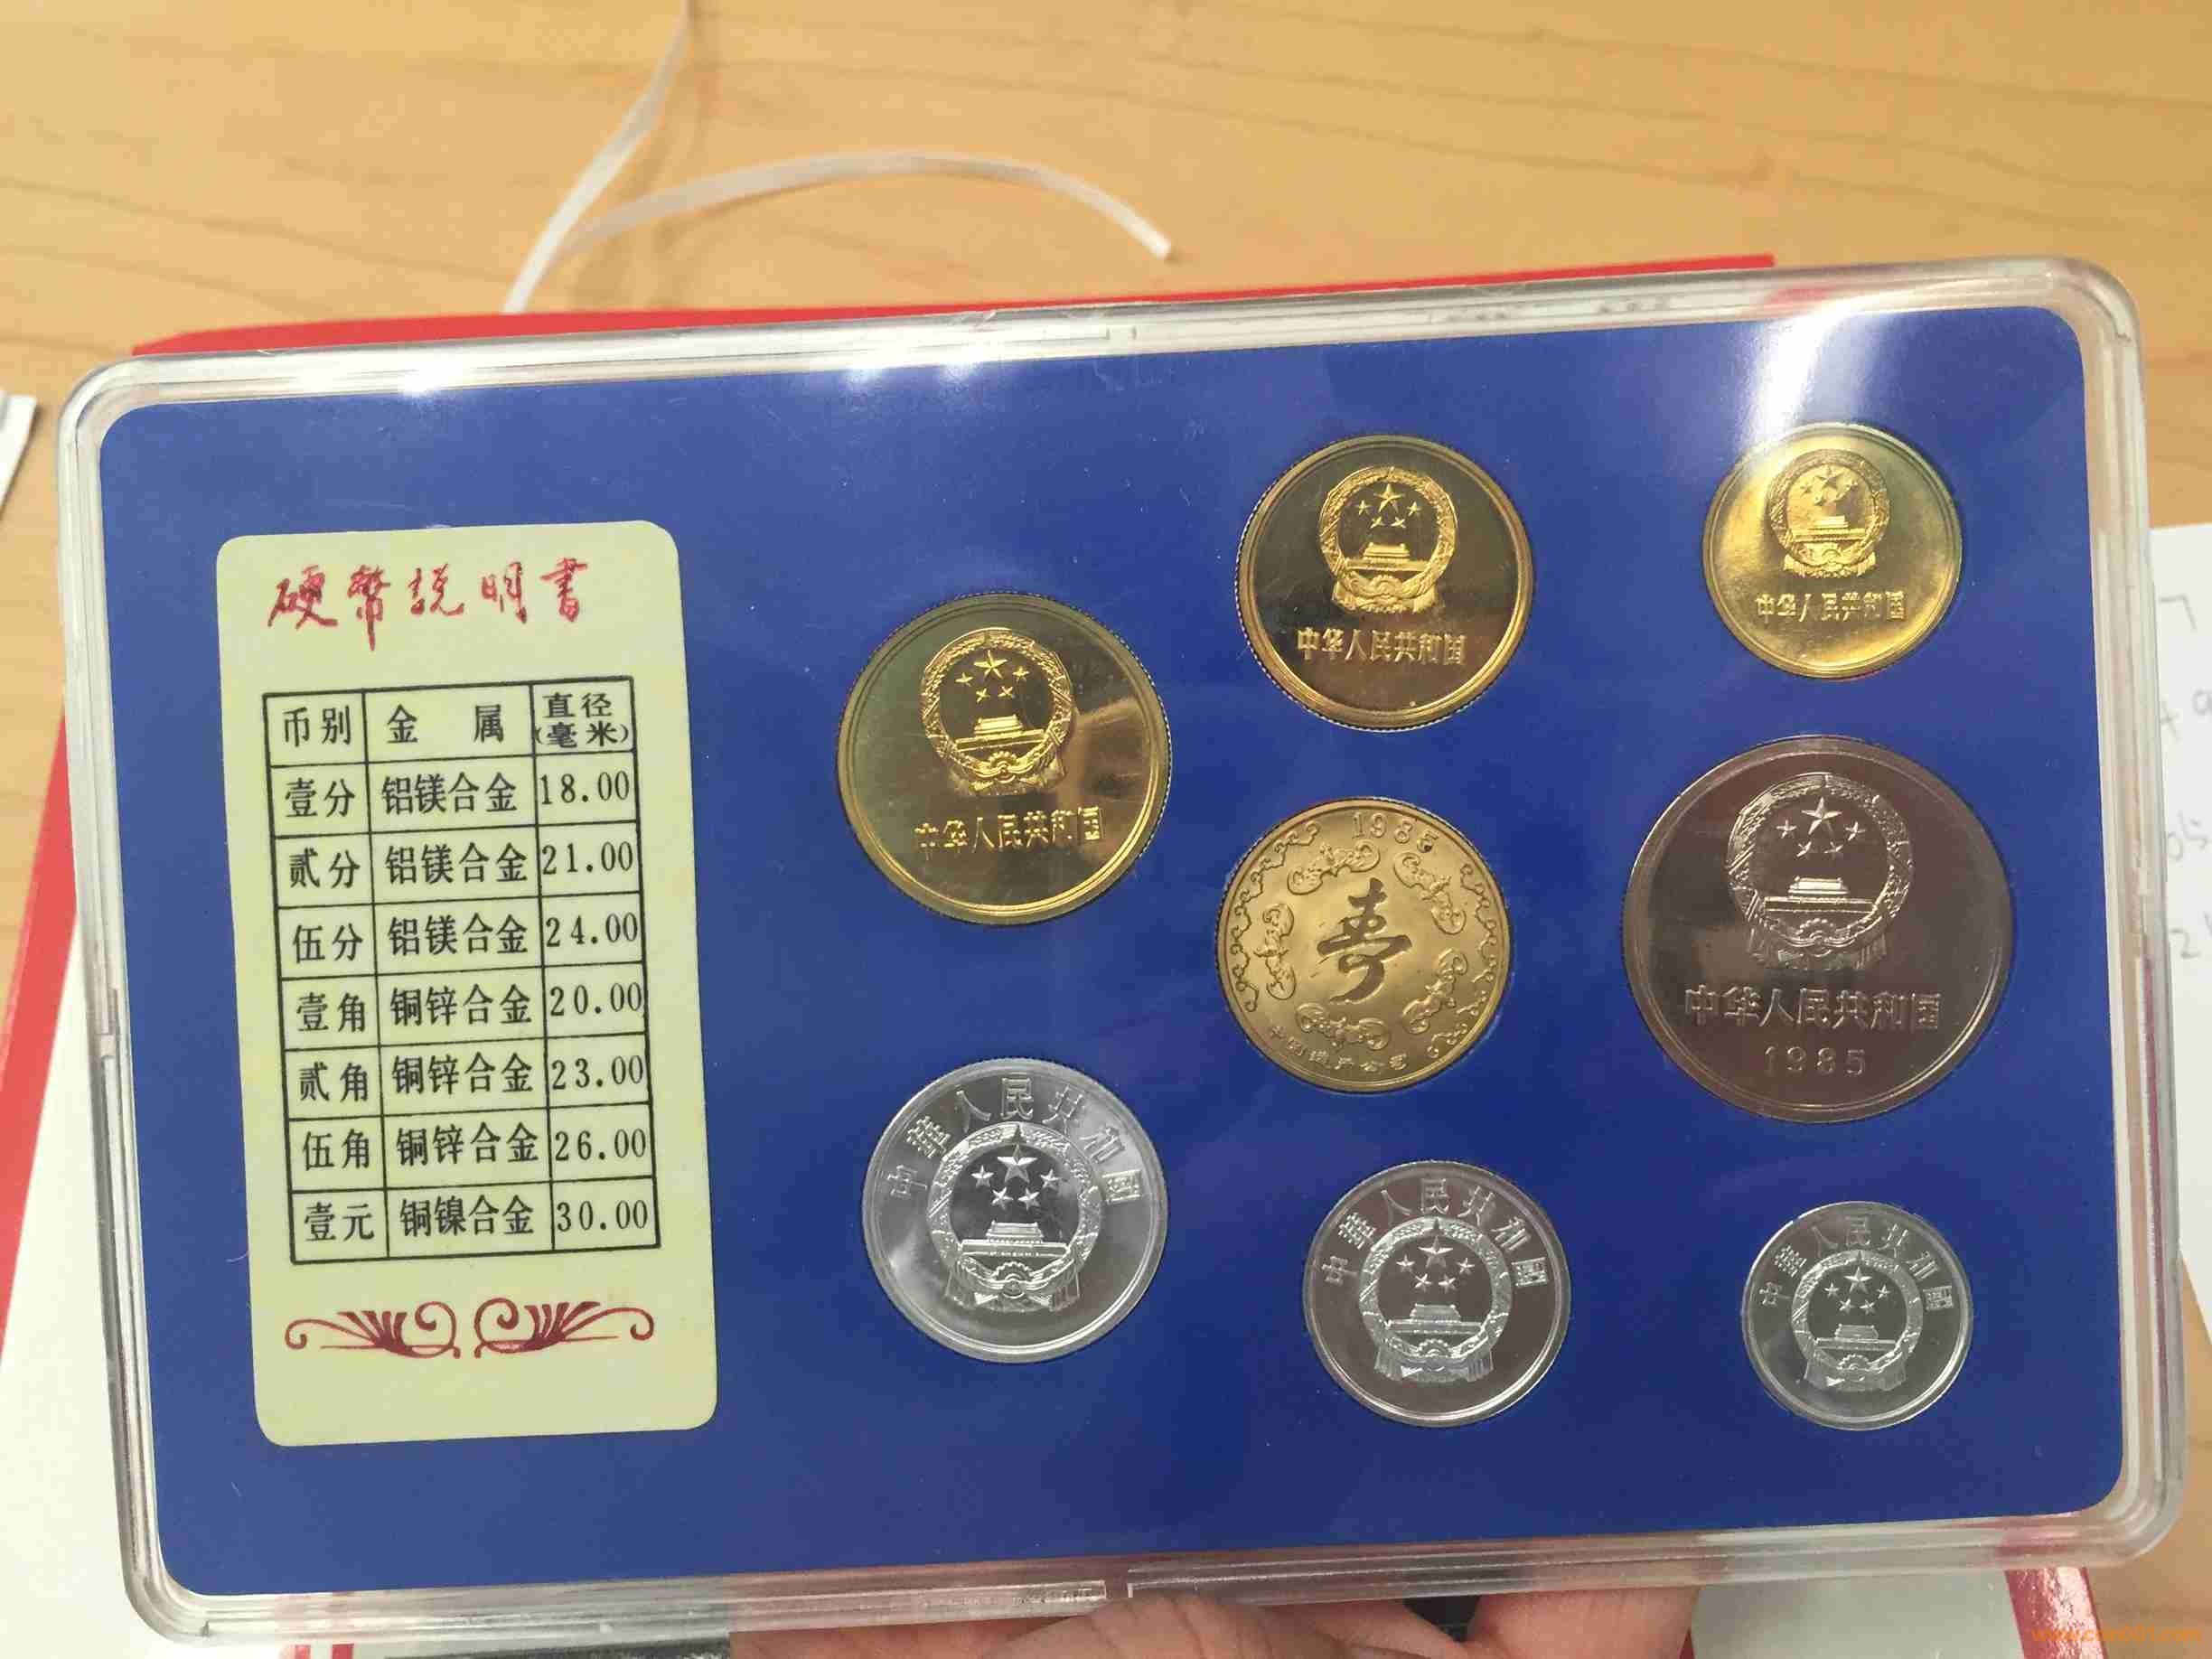 硬幣説明書
币别 金属 直径(毫米)
壹分 铝镁合金 18.00
贰分 铝镁合金 21.00
伍分 铝镁合金 24.00
壹角 铜锌合金 20.00
贰角 铜锌合金 23.00
伍角 铜锌合金 26.00
壹元 铜镍合金 30.00
中华人民共和国
中华人民共和国
中华人民共和国
1985
寿
中华人民共和国
1985
中華人民共和國
中華人民共和國
中華人民共和國